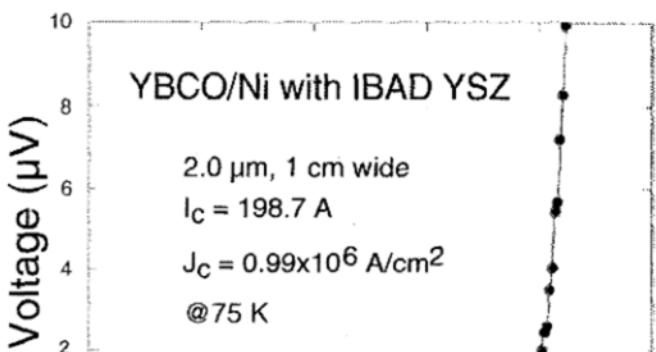 10
YBCO/Ni with IBAD YSZ
8
2.0 µm, 1 cm wide
6
I_C = 198.7 A
J_C = 0.99x10^6 A/cm^2
4
@75 K
2
Voltage (µV)